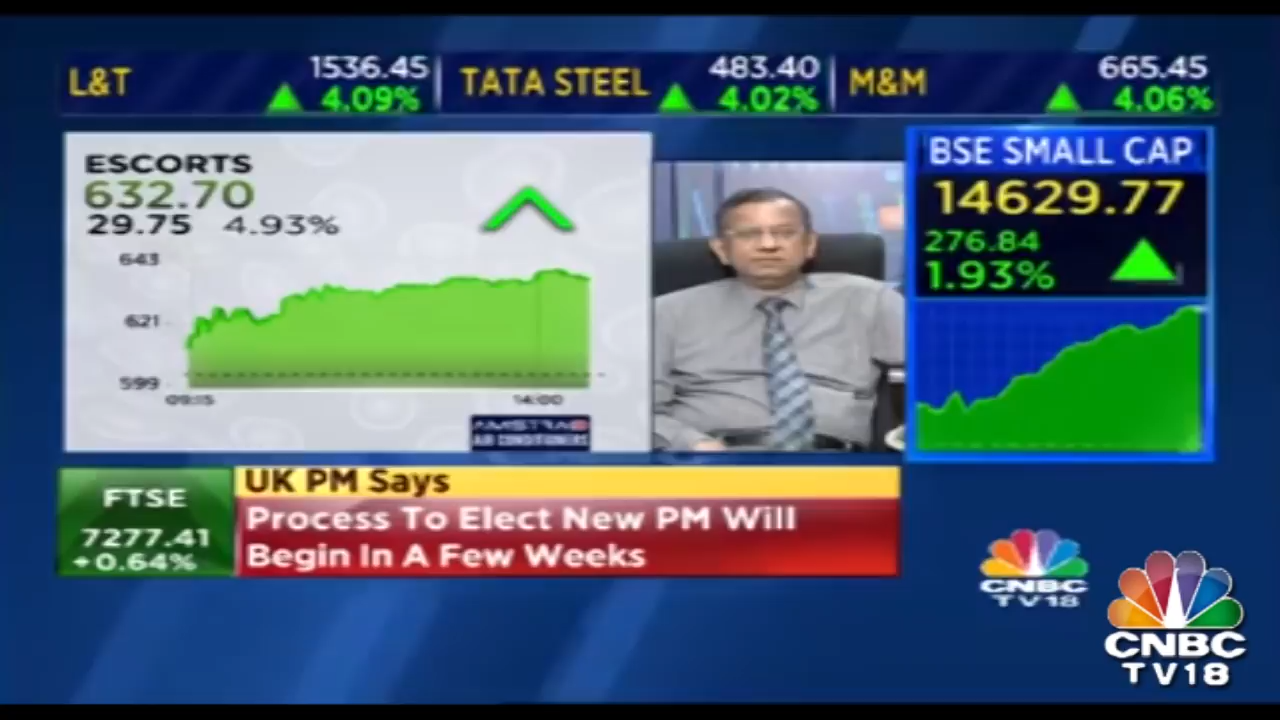 L&T 1536.45 4.09%
TATA STEEL 483.40 4.02%
M&M 665.45 4.06%
ESCORTS
632.70
29.75 4.93%
643
621
599
09:15 14:00
AMSTRAD
AIR CONDITIONERS
BSE SMALL CAP
14629.77
276.84
1.93%
FTSE
7277.41
+0.64%
UK PM Says
Process To Elect New PM Will
Begin In A Few Weeks
CNBC
TV18
CNBC
TV18